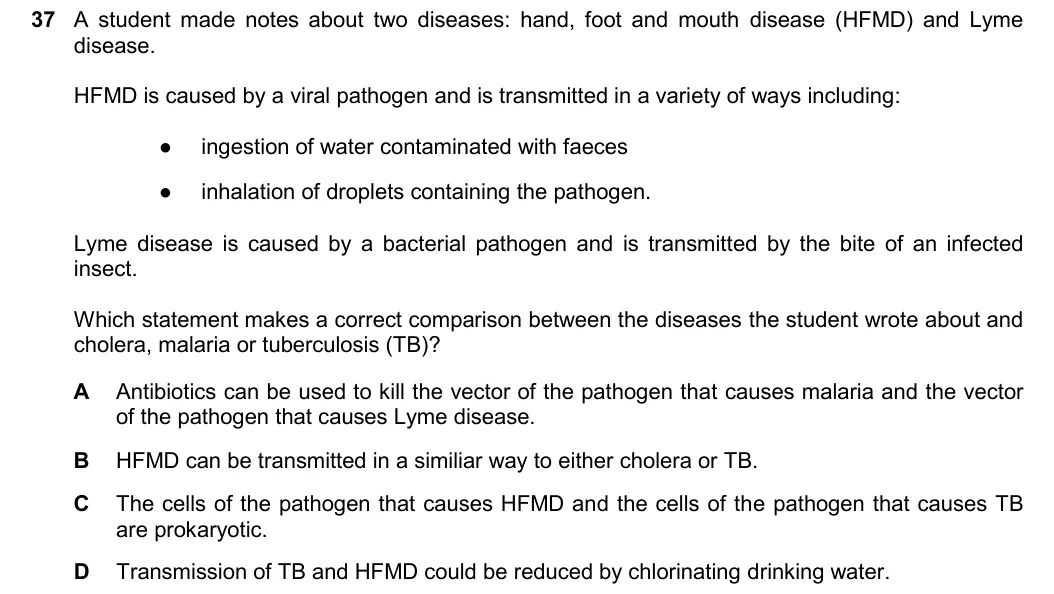 37 A student made notes about two diseases: hand, foot and mouth disease (HFMD) and Lyme
disease.
HFMD is caused by a viral pathogen and is transmitted in a variety of ways including:
● ingestion of water contaminated with faeces
● inhalation of droplets containing the pathogen.
Lyme disease is caused by a bacterial pathogen and is transmitted by the bite of an infected
insect.
Which statement makes a correct comparison between the diseases the student wrote about and
cholera, malaria or tuberculosis (TB)?
A Antibiotics can be used to kill the vector of the pathogen that causes malaria and the vector
of the pathogen that causes Lyme disease.
B HFMD can be transmitted in a similiar way to either cholera or TB.
C The cells of the pathogen that causes HFMD and the cells of the pathogen that causes TB
are prokaryotic.
D Transmission of TB and HFMD could be reduced by chlorinating drinking water.